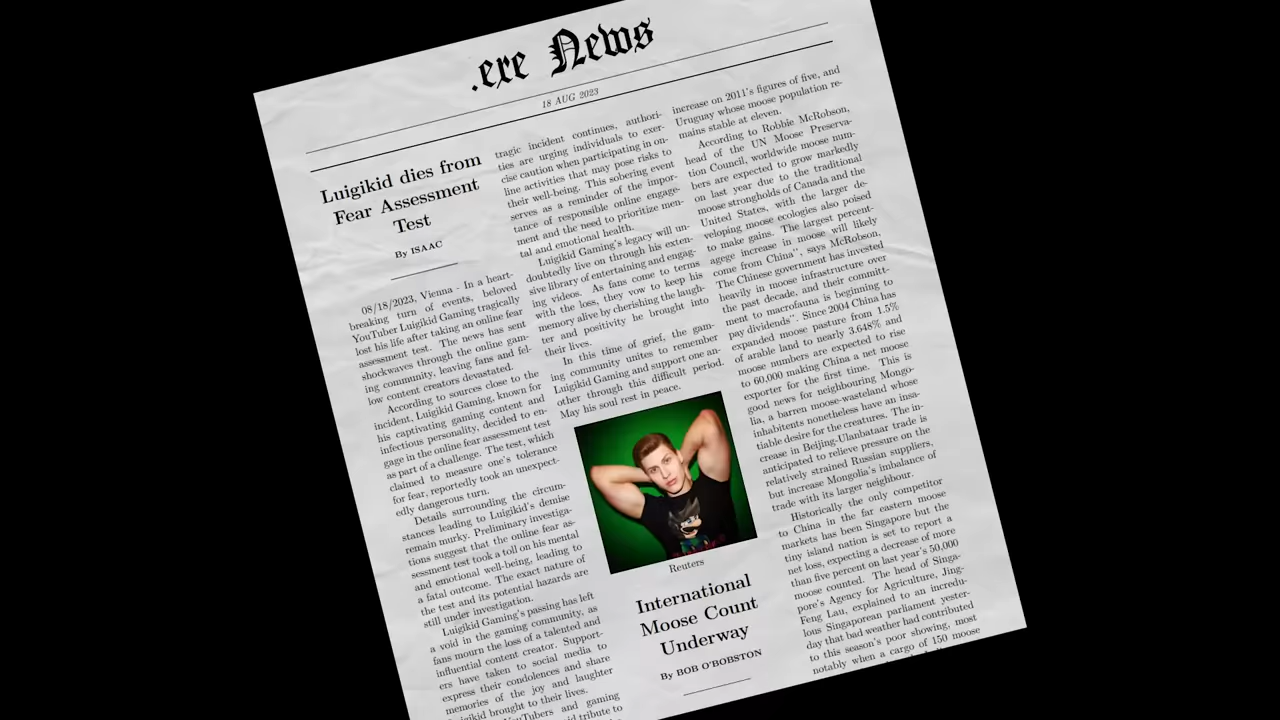 .exe News
18 AUG 2023
Luigikid dies from
Fear Assessment
Test
By ISAAC
08/18/2023, Vienna - In a heart-
breaking turn of events, beloved
YouTuber Luigikid Gaming tragically
lost his life after taking an online fear
assessment test. The news has sent
shockwaves through the online gam-
ing community, leaving fans and fel-
low content creators devastated.
According to sources close to the
incident, Luigikid Gaming, known for
his captivating gaming content and
infectious personality, decided to en-
gage in the online fear assessment test
as part of a challenge. The test, which
claimed to measure one's tolerance
for fear, reportedly took an unexpect-
edly dangerous turn.
Details surrounding the circum-
stances leading to Luigikid's demise
remain murky. Preliminary investiga-
tions suggest that the online fear as-
sessment test took a toll on his mental
and emotional well-being, leading to
a fatal outcome. The exact nature of
the test and its potential hazards are
still under investigation.
Luigikid Gaming's passing has left
a void in the gaming community, as
fans mourn the loss of a talented and
influential content creator. Support-
ers have taken to social media to
express their condolences and share
memories of the joy and laughter
Luigikid brought to their lives.
YouTubers and gaming
tribute to
tragic incident continues, authori-
ties are urging individuals to exer-
cise caution when participating in on-
line activities that may pose risks to
their well-being. This sobering event
serves as a reminder of the impor-
tance of responsible online engage-
ment and the need to prioritize men-
tal and emotional health.
Luigikid Gaming's legacy will un-
doubtedly live on through his exten-
sive library of entertaining and engag-
ing videos. As fans come to terms
with the loss, they vow to keep his
memory alive by cherishing the laugh-
ter and positivity he brought into
their lives.
In this time of grief, the gam-
ing community unites to remember
Luigikid Gaming and support one an-
other through this difficult period.
May his soul rest in peace.
Reuters
International
Moose Count
Underway
By BOB O'BOBSTON
increase on 2011's figures of five, and
Uruguay whose moose population re-
mains stable at eleven.
According to Robbie McRobson,
head of the UN Moose Preserva-
tion Council, worldwide moose num-
bers are expected to grow markedly
on last year due to the traditional
moose strongholds of Canada and the
United States, with the larger de-
veloping moose ecologies also poised
to make gains. The largest percent-
agege increase in moose will likely
come from China", says McRobson,
The Chinese government has invested
heavily in moose infrastructure over
the past decade, and their committ-
ment to macrofauna is beginning to
pay dividends". Since 2004 China has
expanded moose pasture from 1.5%
of arable land to nearly 3.648% and
moose numbers are expected to rise
to 60,000 making China a net moose
exporter for the first time. This is
good news for neighbouring Mongo-
lia, a barren moose-wasteland whose
inhabitants nonetheless have an insa-
tiable desire for the creatures. The in-
crease in Beijing-Ulanbataar trade is
anticipated to relieve pressure on the
relatively strained Russian suppliers,
but increase Mongolia's imbalance of
trade with its larger neighbour.
Historically the only competitor
to China in the far eastern moose
markets has been Singapore but the
tiny island nation is set to report a
net loss, expecting a decrease of more
than five percent on last year's 50,000
moose counted. The head of Singa-
pore's Agency for Agriculture, Jing-
Feng Lau, explained to an incredu-
lous Singaporean parliament yester-
day that bad weather had contributed
to this season's poor showing, most
notably when a cargo of 150 moose